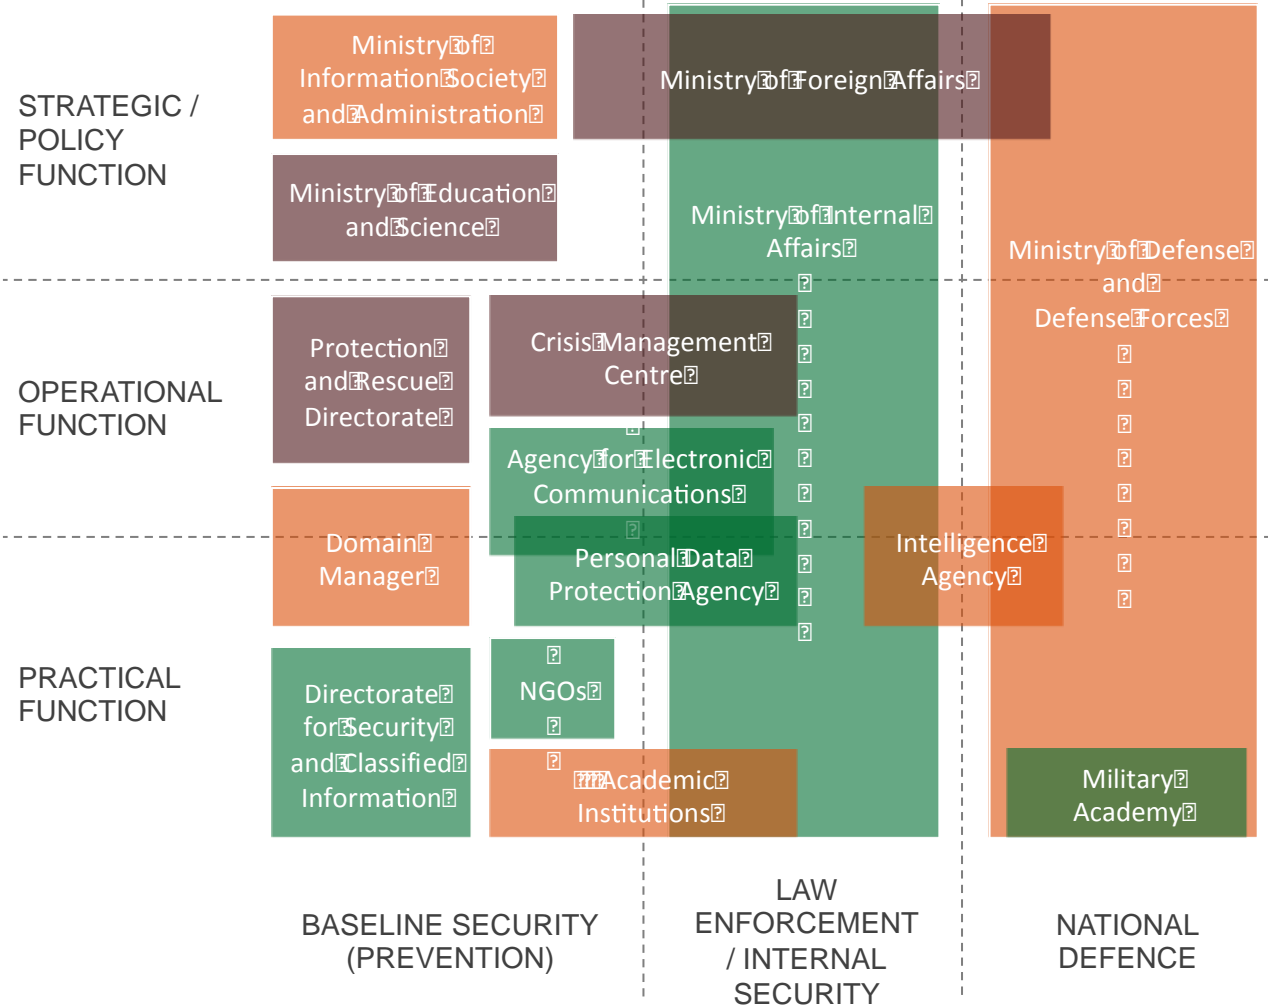 STRATEGIC /
POLICY
FUNCTION
Ministry of
Information Society
and Administration
Ministry of Foreign Affairs
Ministry of Education
and Science
Ministry of Internal
Affairs
Ministry of Defense
and
Defense Forces
OPERATIONAL
FUNCTION
Protection
and Rescue
Directorate
Crisis Management
Centre
Agency for Electronic
Communications
Domain
Manager
Personal Data
Protection Agency
Intelligence
Agency
PRACTICAL
FUNCTION
Directorate
for Security
and Classified
Information
NGOs
Academic
Institutions
Military
Academy
BASELINE SECURITY
(PREVENTION)
LAW
ENFORCEMENT
/ INTERNAL
SECURITY
NATIONAL
DEFENCE